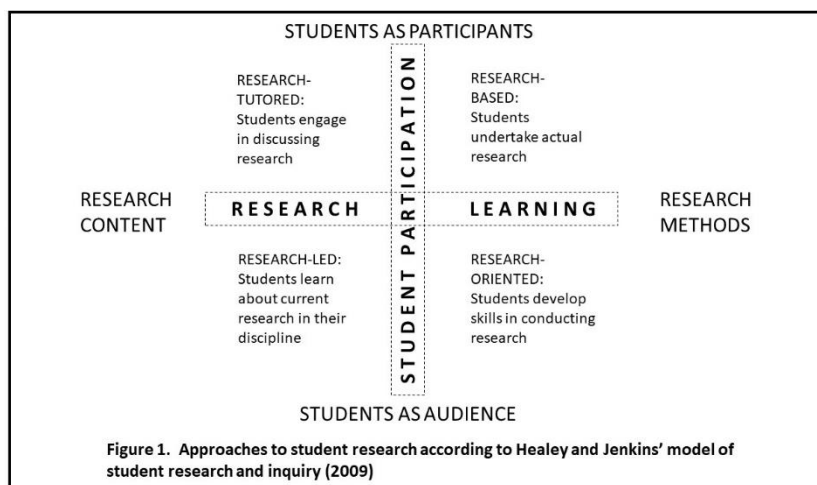 STUDENTS AS PARTICIPANTS
RESEARCH-
TUTORED:
Students engage
in discussing
research
RESEARCH-
BASED:
Students
undertake actual
research
STUDENT PARTICIPATION
RESEARCH
CONTENT
RESEARCH
LEARNING
RESEARCH
METHODS
RESEARCH-LED:
Students learn
about current
research in their
discipline
RESEARCH-
ORIENTED:
Students develop
skills in conducting
research
STUDENTS AS AUDIENCE
Figure 1. Approaches to student research according to Healey and Jenkins’ model of
student research and inquiry (2009)